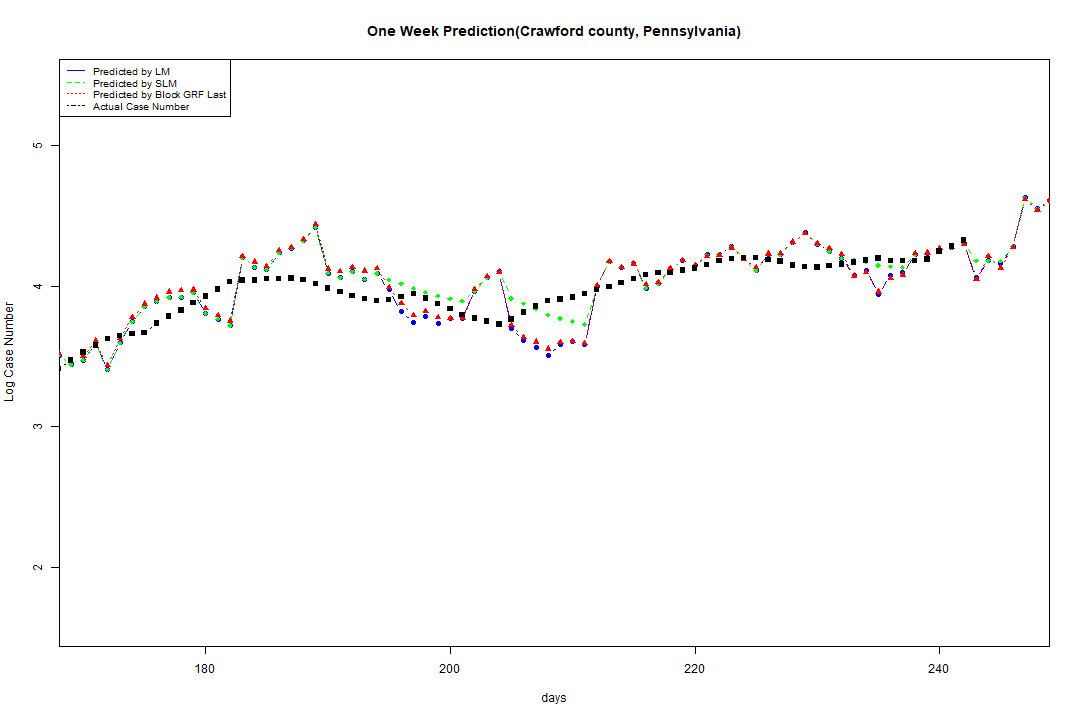 One Week Prediction(Crawford county, Pennsylvania)
Predicted by LM
Predicted by SLM
Predicted by Block GRF Last
Actual Case Number
5
4
3
2
Log Case Number
180 200 220 240
days